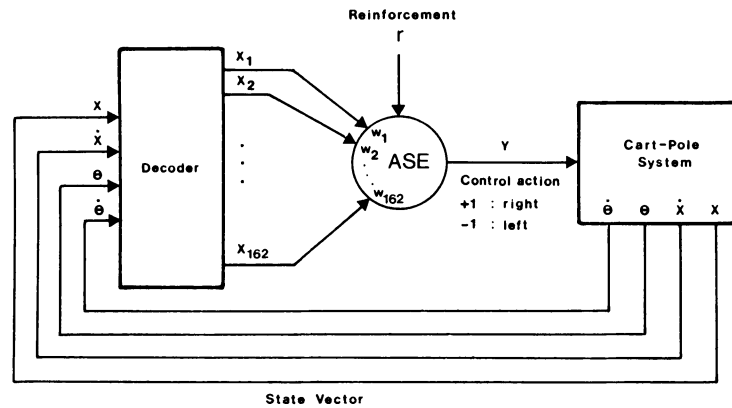 Reinforcement
r
X1
X2
X
Ẋ
θ
θ̇
Decoder
.
.
.
X162
w1
w2
.
.
.
w162
ASE
Y
Control action
+1 : right
-1 : left
Cart-Pole
System
θ̇ θ Ẋ X
State Vector